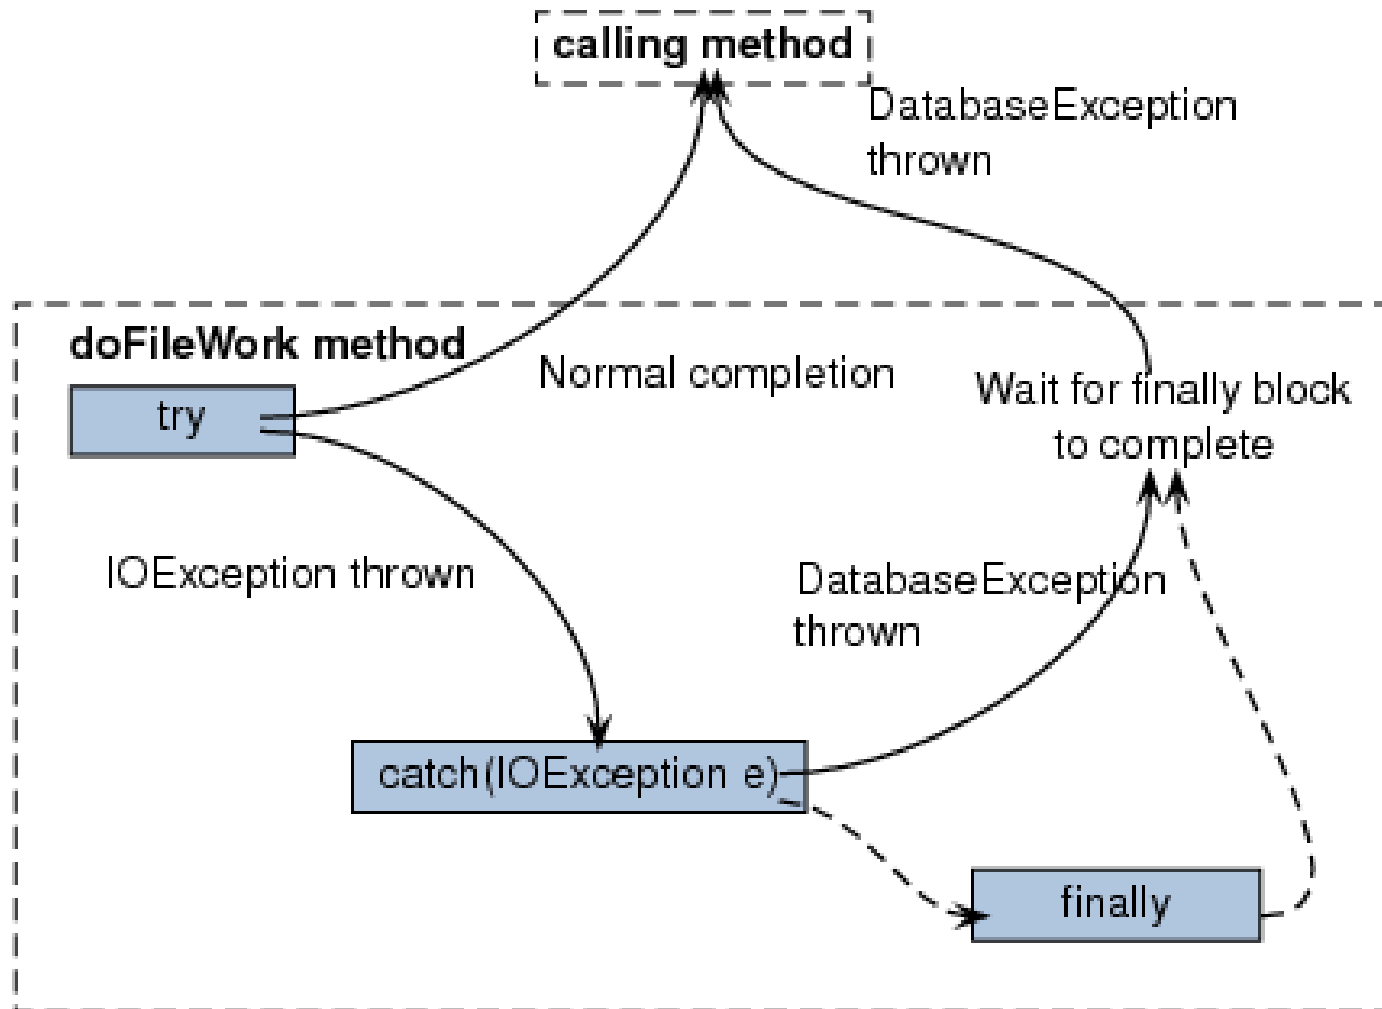 calling method
DatabaseException
thrown
doFileWork method
Normal completion
try
Wait for finally block
to complete
IOException thrown
DatabaseException
thrown
catch(IOException e)
finally